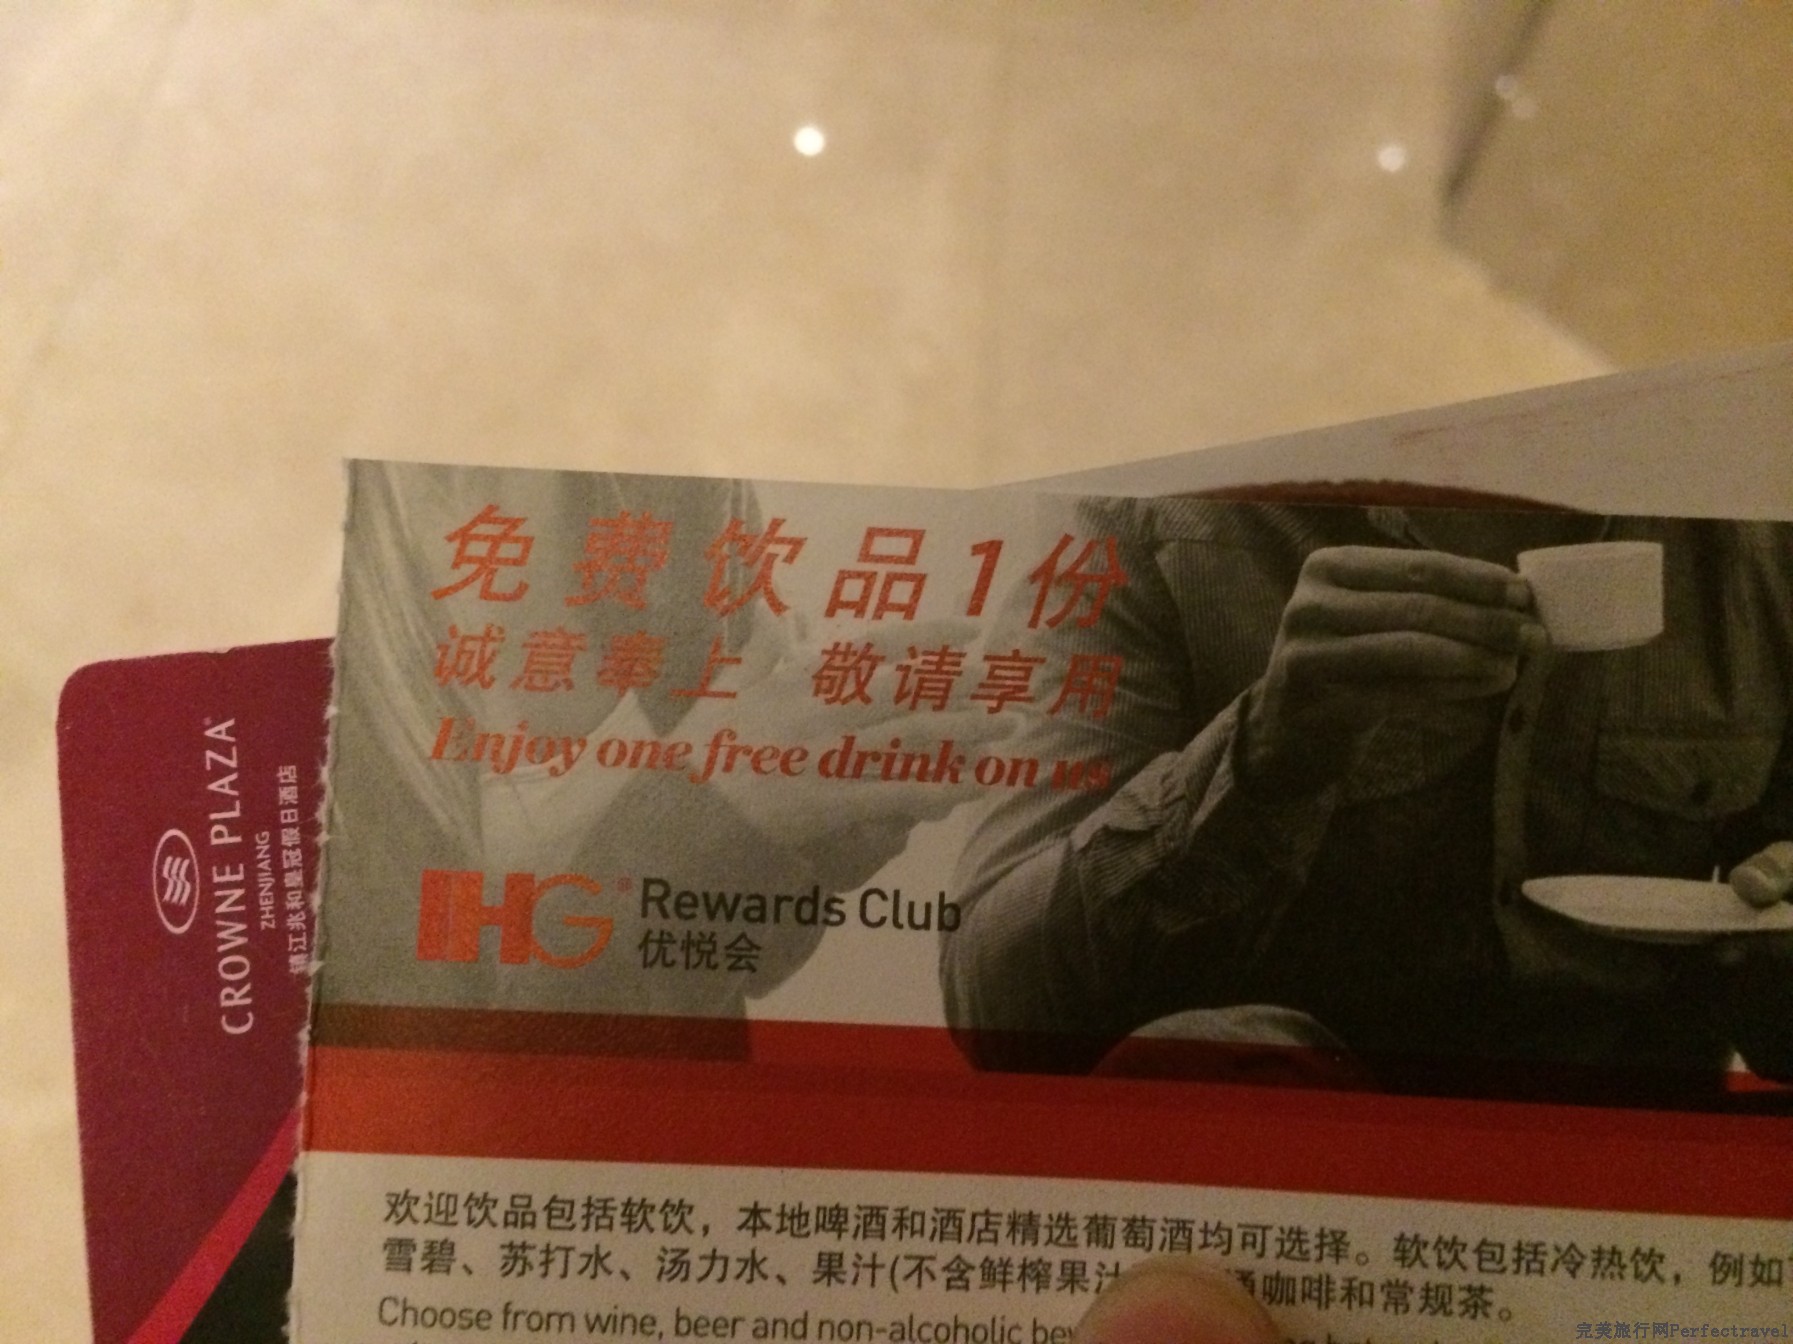 免费饮品1份
诚意奉上 敬请享用
Enjoy one free drink on us
IHG® Rewards Club
优悦会
CROWNE PLAZA
ZHENJIANG
镇江兆和皇冠假日酒店
欢迎饮品包括软饮，本地啤酒和酒店精选葡萄酒均可选择。软饮包括冷热饮，例如
雪碧、苏打水、汤力水、果汁(不含鲜榨果汁 咖啡和常规茶。
Choose from wine, beer and non-alcoholic bev
完美旅行网Perfectravel